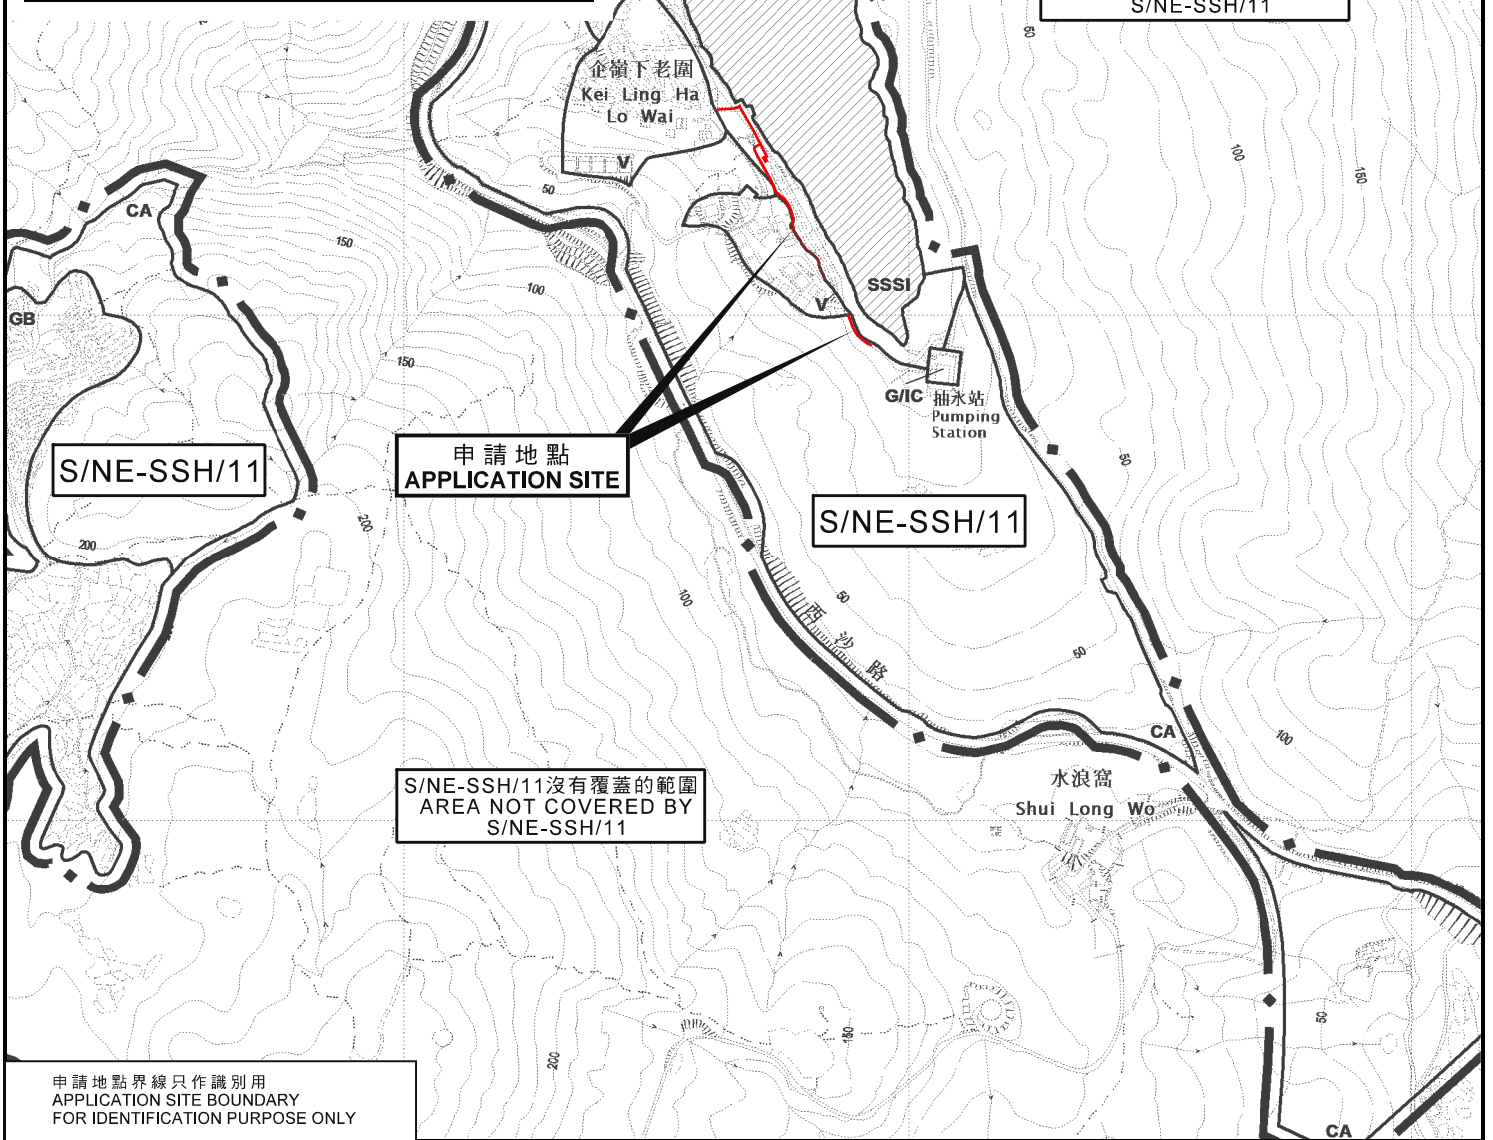 S/NE-SSH/11
企嶺下老圍
Kei Ling Ha
Lo Wai
V
50
60
100
150
CA
150
100
GB
SSSI
V
150
G/IC
抽水站
Pumping
Station
申請地點
APPLICATION SITE
S/NE-SSH/11
S/NE-SSH/11
50
200
200
100
50
西沙路
50
CA
100
水浪窩
Shui Long Wo
S/NE-SSH/11沒有覆蓋的範圍
AREA NOT COVERED BY
S/NE-SSH/11
50
150
200
申請地點界線只作識別用
APPLICATION SITE BOUNDARY
FOR IDENTIFICATION PURPOSE ONLY
CA